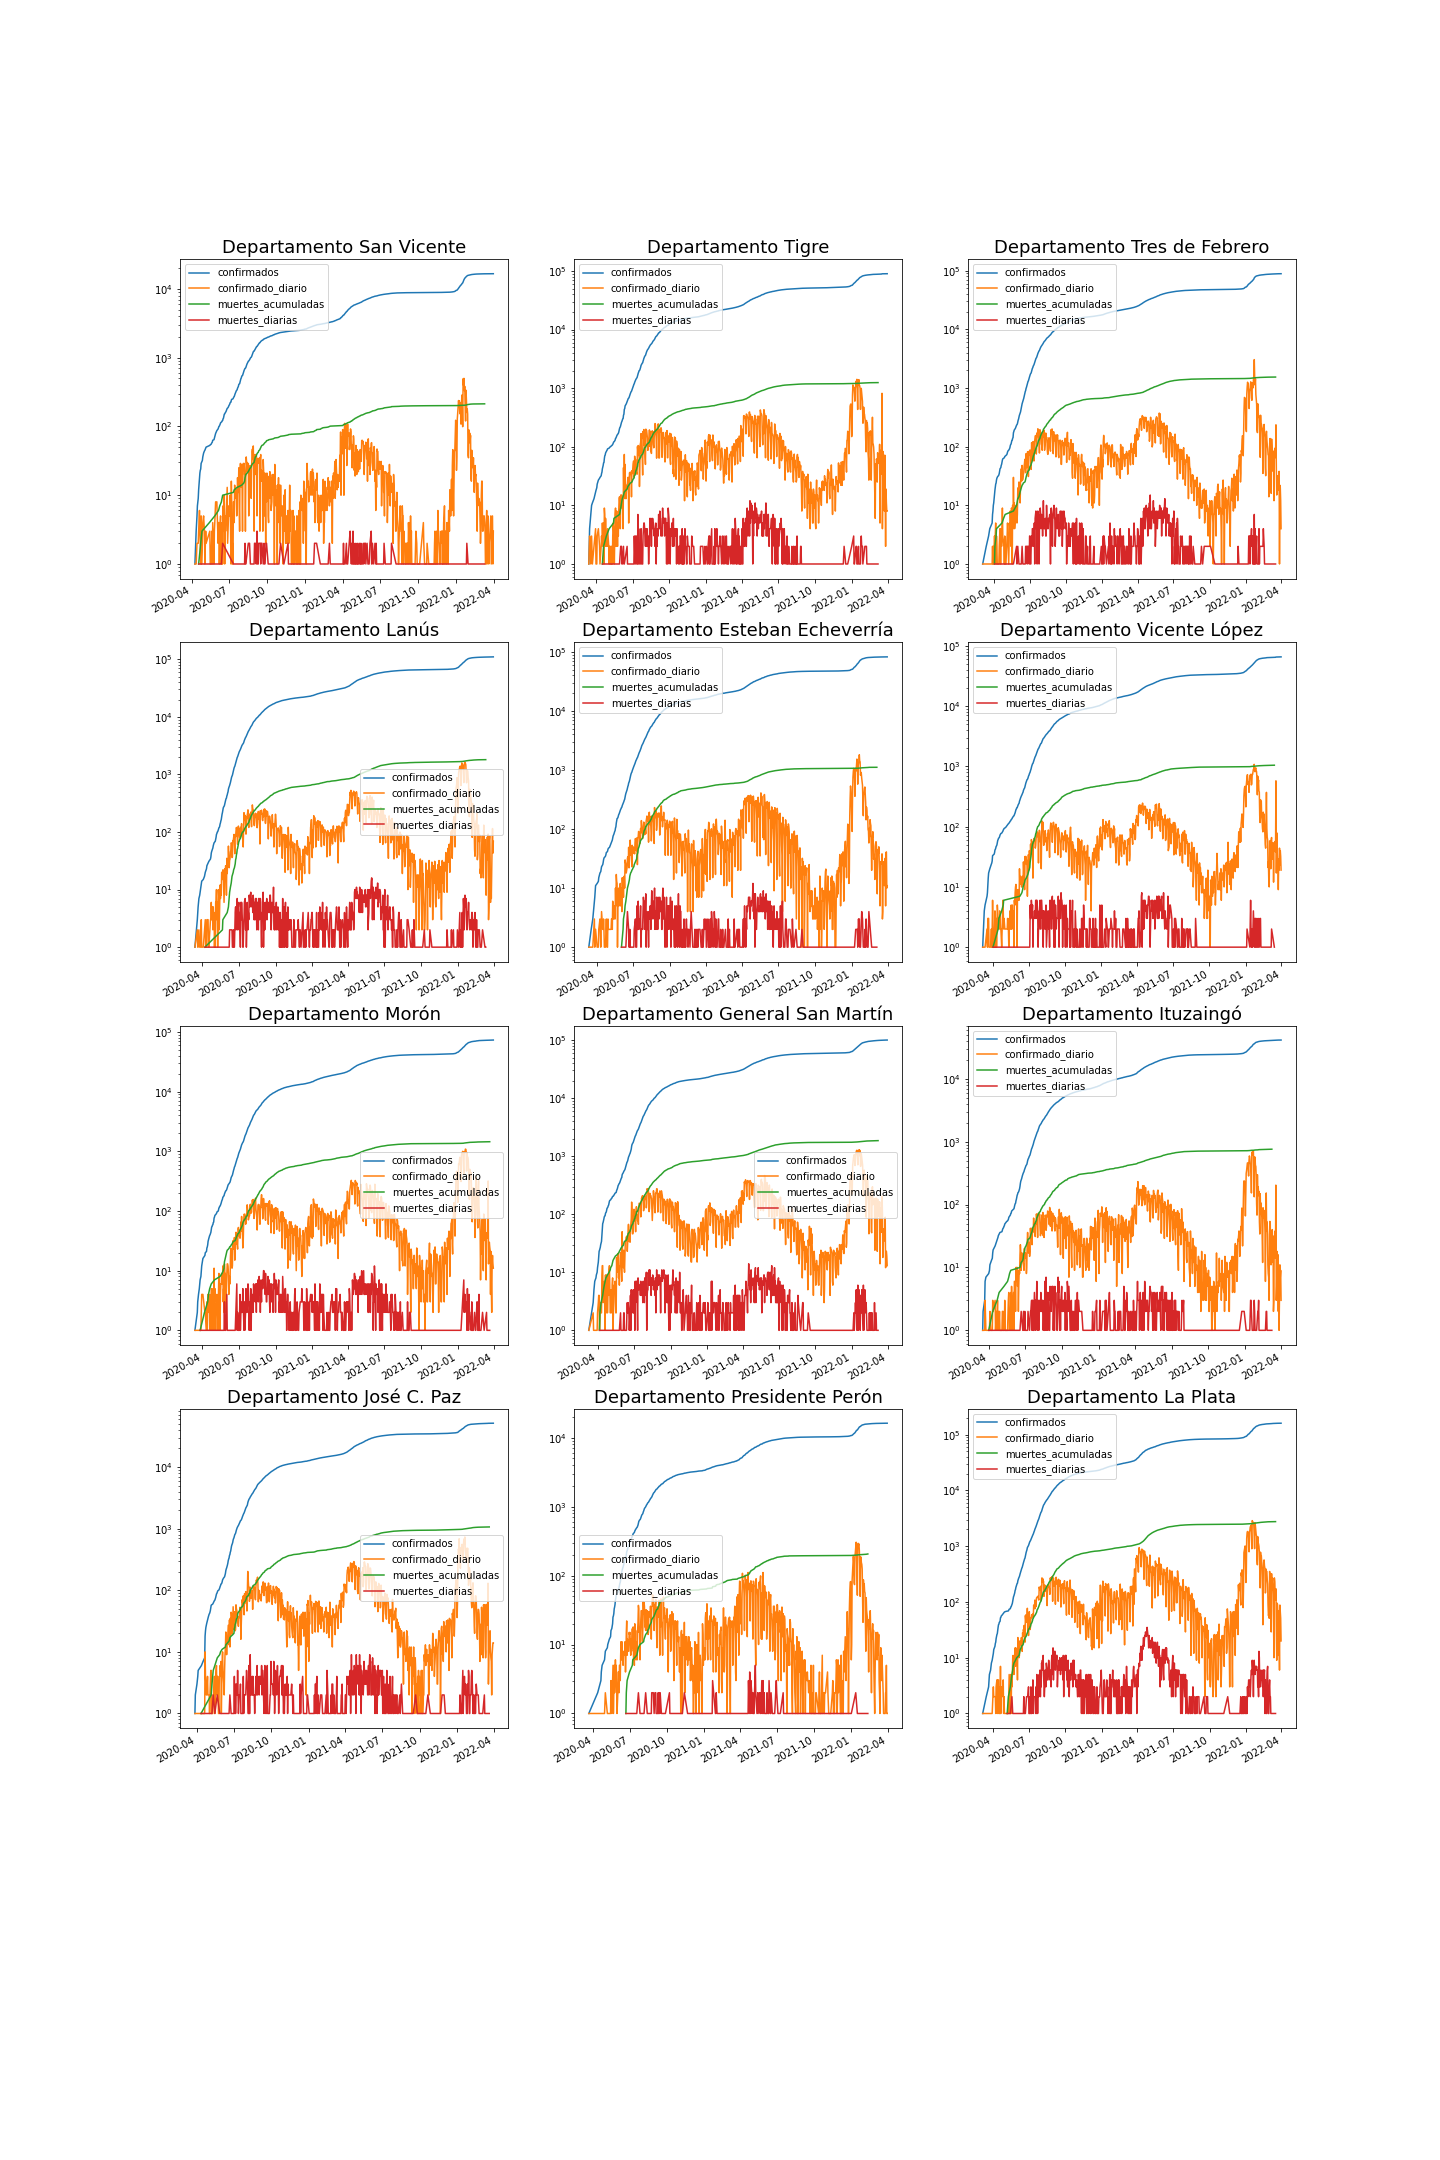 Departamento San Vicente
confirmados
confirmado_diario
muertes_acumuladas
muertes_diarias
10⁴
10³
10²
10¹
10⁰
2020-04 2020-07 2020-10 2021-01 2021-04 2021-07 2021-10 2022-01 2022-04
Departamento Tigre
confirmados
confirmado_diario
muertes_acumuladas
muertes_diarias
10⁵
10⁴
10³
10²
10¹
10⁰
2020-04 2020-07 2020-10 2021-01 2021-04 2021-07 2021-10 2022-01 2022-04
Departamento Tres de Febrero
confirmados
confirmado_diario
muertes_acumuladas
muertes_diarias
10⁵
10⁴
10³
10²
10¹
10⁰
2020-04 2020-07 2020-10 2021-01 2021-04 2021-07 2021-10 2022-01 2022-04
Departamento Lanús
10⁵
10⁴
10³
10²
10¹
10⁰
confirmados
confirmado_diario
muertes_acumuladas
muertes_diarias
2020-04 2020-07 2020-10 2021-01 2021-04 2021-07 2021-10 2022-01 2022-04
Departamento Esteban Echeverría
confirmados
confirmado_diario
muertes_acumuladas
muertes_diarias
10⁵
10⁴
10³
10²
10¹
10⁰
2020-04 2020-07 2020-10 2021-01 2021-04 2021-07 2021-10 2022-01 2022-04
Departamento Vicente López
confirmados
confirmado_diario
muertes_acumuladas
muertes_diarias
10⁵
10⁴
10³
10²
10¹
10⁰
2020-04 2020-07 2020-10 2021-01 2021-04 2021-07 2021-10 2022-01 2022-04
Departamento Morón
10⁵
10⁴
10³
10²
10¹
10⁰
confirmados
confirmado_diario
muertes_acumuladas
muertes_diarias
2020-04 2020-07 2020-10 2021-01 2021-04 2021-07 2021-10 2022-01 2022-04
Departamento General San Martín
10⁵
10⁴
10³
10²
10¹
10⁰
confirmados
confirmado_diario
muertes_acumuladas
muertes_diarias
2020-04 2020-07 2020-10 2021-01 2021-04 2021-07 2021-10 2022-01 2022-04
Departamento Ituzaingó
confirmados
confirmado_diario
muertes_acumuladas
muertes_diarias
10⁴
10³
10²
10¹
10⁰
2020-04 2020-07 2020-10 2021-01 2021-04 2021-07 2021-10 2022-01 2022-04
Departamento José C. Paz
10⁴
10³
10²
10¹
10⁰
confirmados
confirmado_diario
muertes_acumuladas
muertes_diarias
2020-04 2020-07 2020-10 2021-01 2021-04 2021-07 2021-10 2022-01 2022-04
Departamento Presidente Perón
10⁴
10³
10²
10¹
10⁰
confirmados
confirmado_diario
muertes_acumuladas
muertes_diarias
2020-04 2020-07 2020-10 2021-01 2021-04 2021-07 2021-10 2022-01 2022-04
Departamento La Plata
confirmados
confirmado_diario
muertes_acumuladas
muertes_diarias
10⁵
10⁴
10³
10²
10¹
10⁰
2020-04 2020-07 2020-10 2021-01 2021-04 2021-07 2021-10 2022-01 2022-04